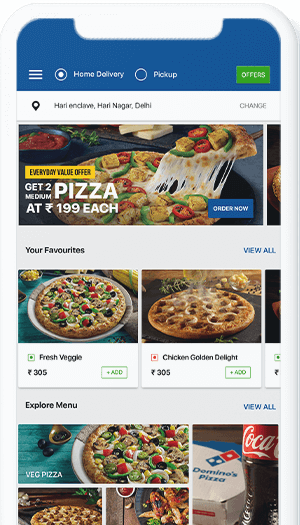 Home Delivery Pickup OFFERS
Hari enclave, Hari Nagar, Delhi CHANGE
EVERYDAY VALUE OFFER
GET 2
MEDIUM PIZZA
AT ₹ 199 EACH
ORDER NOW
Your Favourites VIEW ALL
Fresh Veggie
₹ 305 + ADD
Chicken Golden Delight
₹ 305 + ADD
₹
Explore Menu VIEW ALL
VEG PIZZA
Domino's
Pizza
Coca